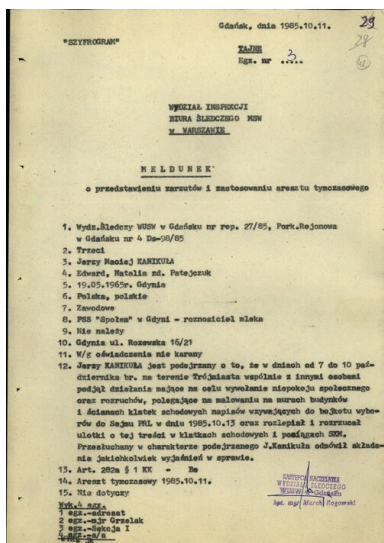 Gdańsk, dnia 1985.10.11.
29
28
"SZYFROGRAM"
TAJNE
Egz. nr 3
WYDZIAŁ INSPEKCJI
BIURA ŚLEDCZEGO MSW
w WARSZAWIE
MELDUNEK
o przedstawieniu zarzutów i zastosowaniu aresztu tymczasowego
1. Wydz.Śledczy WUSW w Gdańsku nr rep. 27/85, Pork.Rejonowa
w Gdańsku nr 4 Ds-98/85
2. Trzeci
3. Jerzy Maciej KANIKUŁA
4. Edward, Natalia zd. Patejczuk
5. 19.05.1965r. Gdynia
6. Polska, polskie
7. Zawodowe
8. PSS "Społem" w Gdyni - roznoziciel mleka
9. Nie należy
10. Gdynia ul. Rozewska 16/21
11. W/g oświadczenia nie karany
12. Jerzy KANIKUŁA jest podejrzany o to, że w dniach od 7 do 10 paź-
dziernika br. na terenie Trójmiasta wspólnie z innymi osobami
podjął działania mające na celu wywołanie niepokoju społecznego
oraz rozruchów, polegające na malowaniu na murach budynków
i ścianach klatek schodowych napisów wzywających do bojkotu wybo-
rów do Sejmu PRL w dniu 1985.10.13 oraz rozlepiał i rozrzucał
ulotki o tej treści w klatkach schodowych i pociągach SKM.
Przesłuchany w charakterze podejrzanego J.Kanikuła odmówił składa-
nia jakichkolwiek wyjaśnień w sprawie.
13. Art. 282a § 1 KK - Be
14. Areszt tymczasowy 1985.10.11.
15. Nie dotyczy
Wyk.4 egz.
1 egz.-adresat
2 egz.-mjr Grzelak
3 egz.-Sekcja I
4 egz.-a/a
ZASTĘPCA NACZELNIKA
WYDZIAŁU ŚLEDCZEGO
WUSW w Gdańsku
kpt. mgr Marek Rogowski